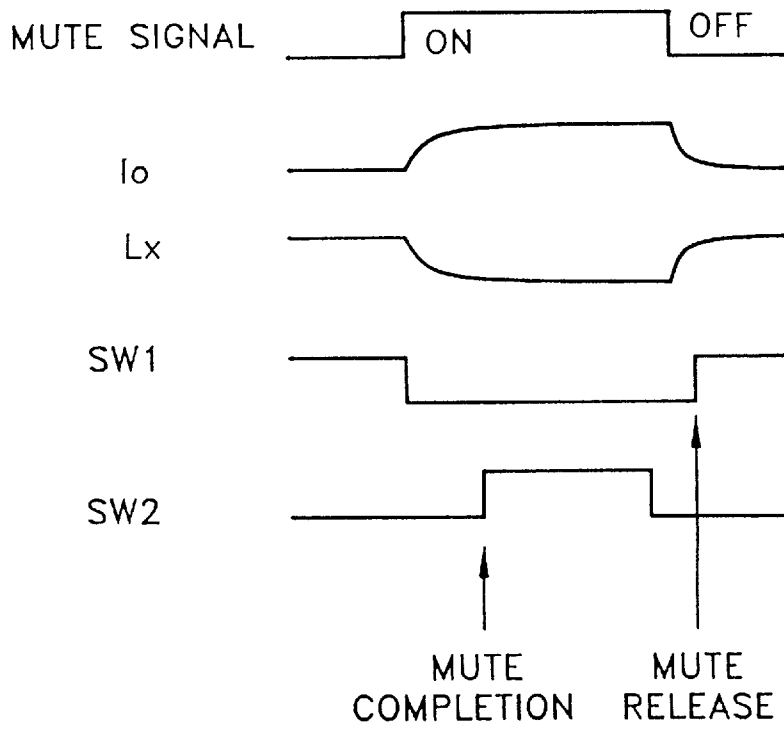 MUTE SIGNAL
ON
OFF
Io
Lx
SW1
SW2
MUTE
COMPLETION
MUTE
RELEASE